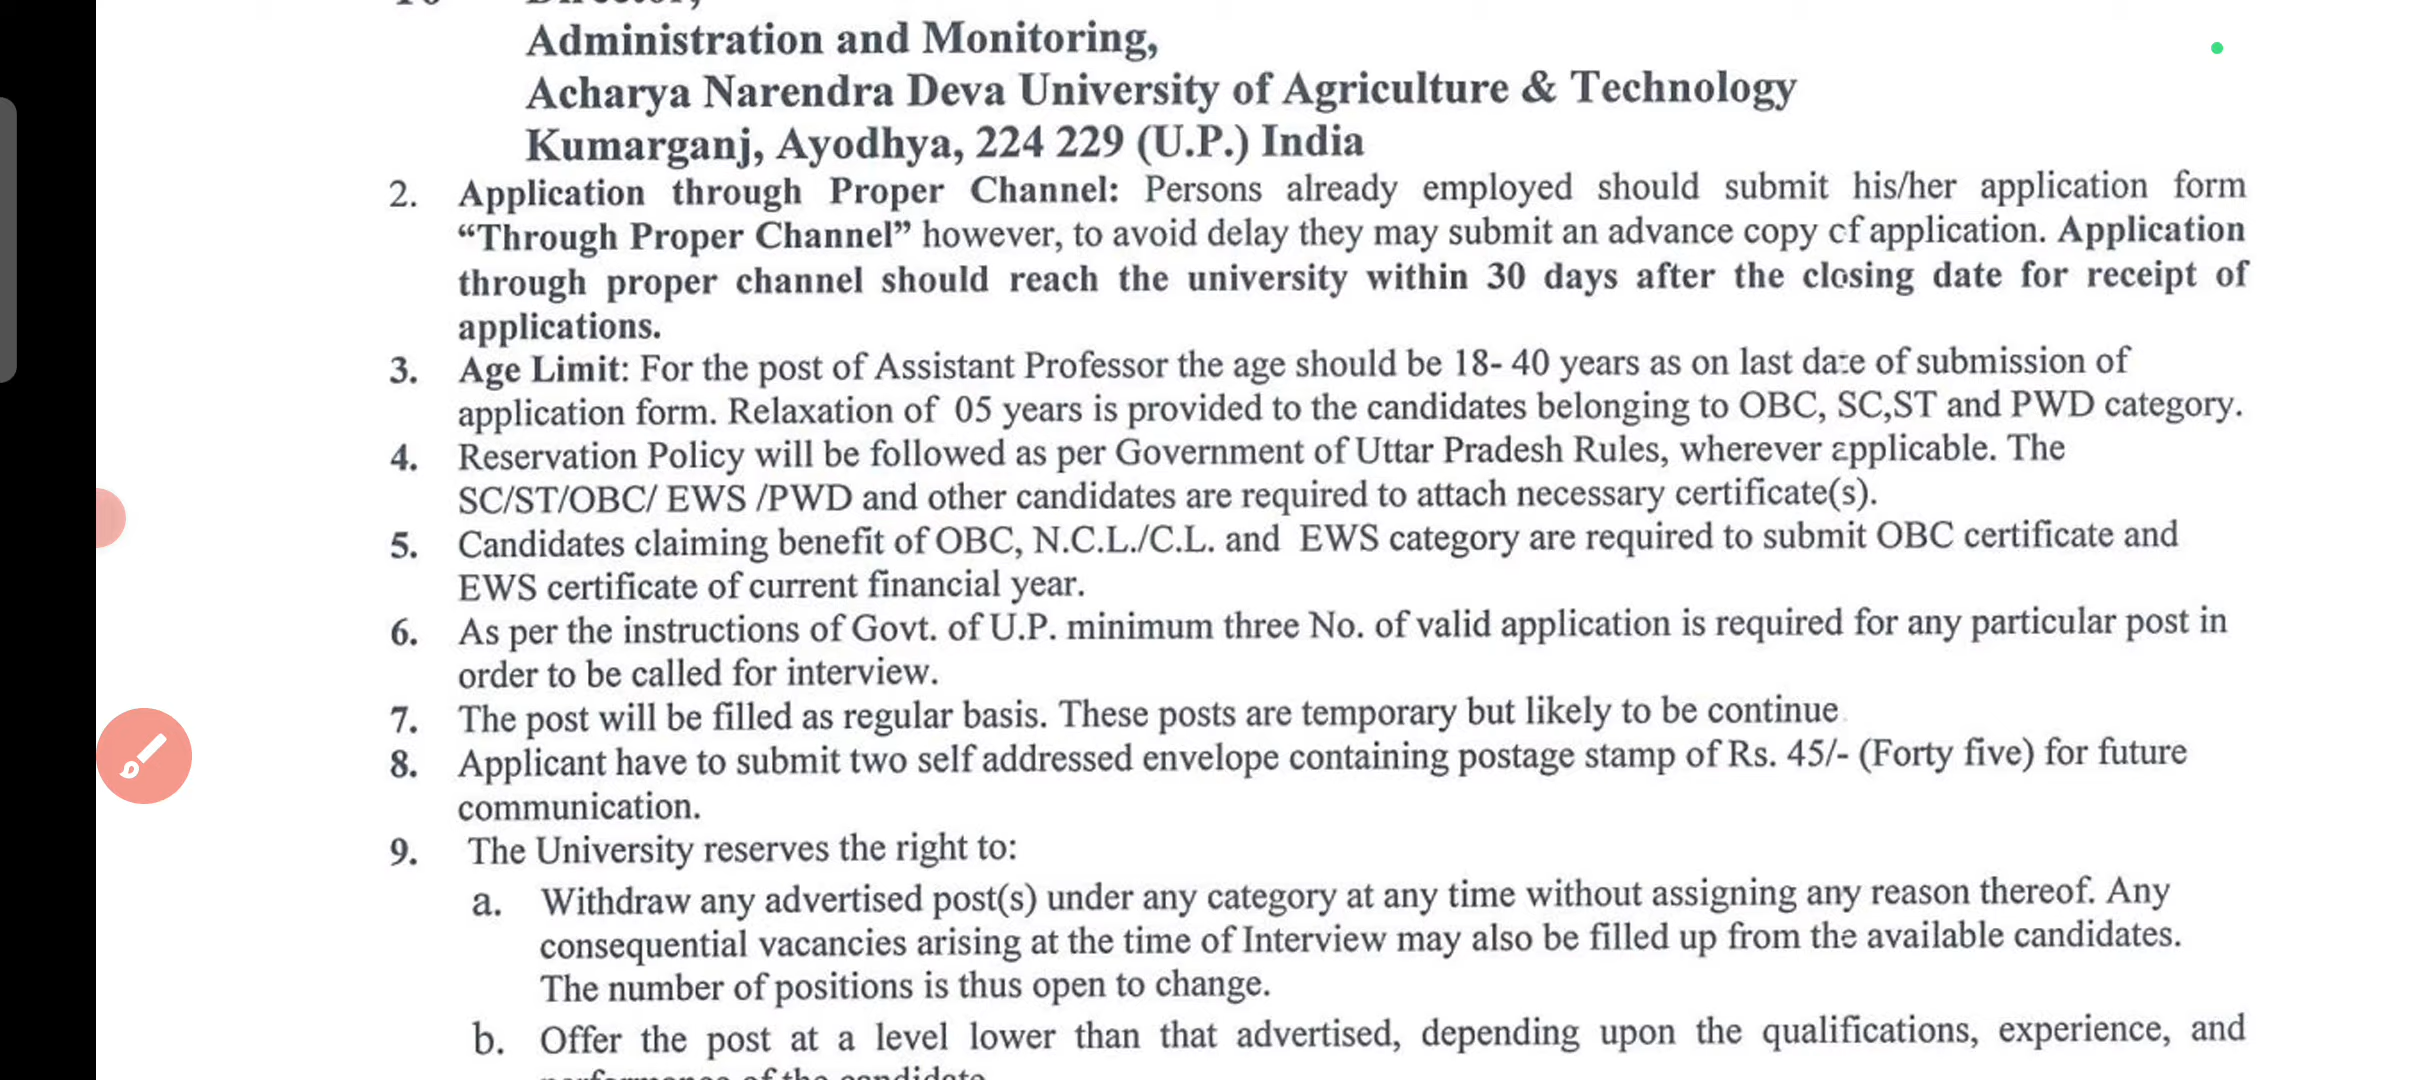 Administration and Monitoring,
Acharya Narendra Deva University of Agriculture & Technology
Kumarganj, Ayodhya, 224 229 (U.P.) India
2. Application through Proper Channel: Persons already employed should submit his/her application form
“Through Proper Channel” however, to avoid delay they may submit an advance copy of application. Application
through proper channel should reach the university within 30 days after the closing date for receipt of
applications.
3. Age Limit: For the post of Assistant Professor the age should be 18- 40 years as on last date of submission of
application form. Relaxation of 05 years is provided to the candidates belonging to OBC, SC,ST and PWD category.
4. Reservation Policy will be followed as per Government of Uttar Pradesh Rules, wherever applicable. The
SC/ST/OBC/ EWS /PWD and other candidates are required to attach necessary certificate(s).
5. Candidates claiming benefit of OBC, N.C.L./C.L. and EWS category are required to submit OBC certificate and
EWS certificate of current financial year.
6. As per the instructions of Govt. of U.P. minimum three No. of valid application is required for any particular post in
order to be called for interview.
7. The post will be filled as regular basis. These posts are temporary but likely to be continue
8. Applicant have to submit two self addressed envelope containing postage stamp of Rs. 45/- (Forty five) for future
communication.
9. The University reserves the right to:
a. Withdraw any advertised post(s) under any category at any time without assigning any reason thereof. Any
consequential vacancies arising at the time of Interview may also be filled up from the available candidates.
The number of positions is thus open to change.
b. Offer the post at a level lower than that advertised, depending upon the qualifications, experience, and